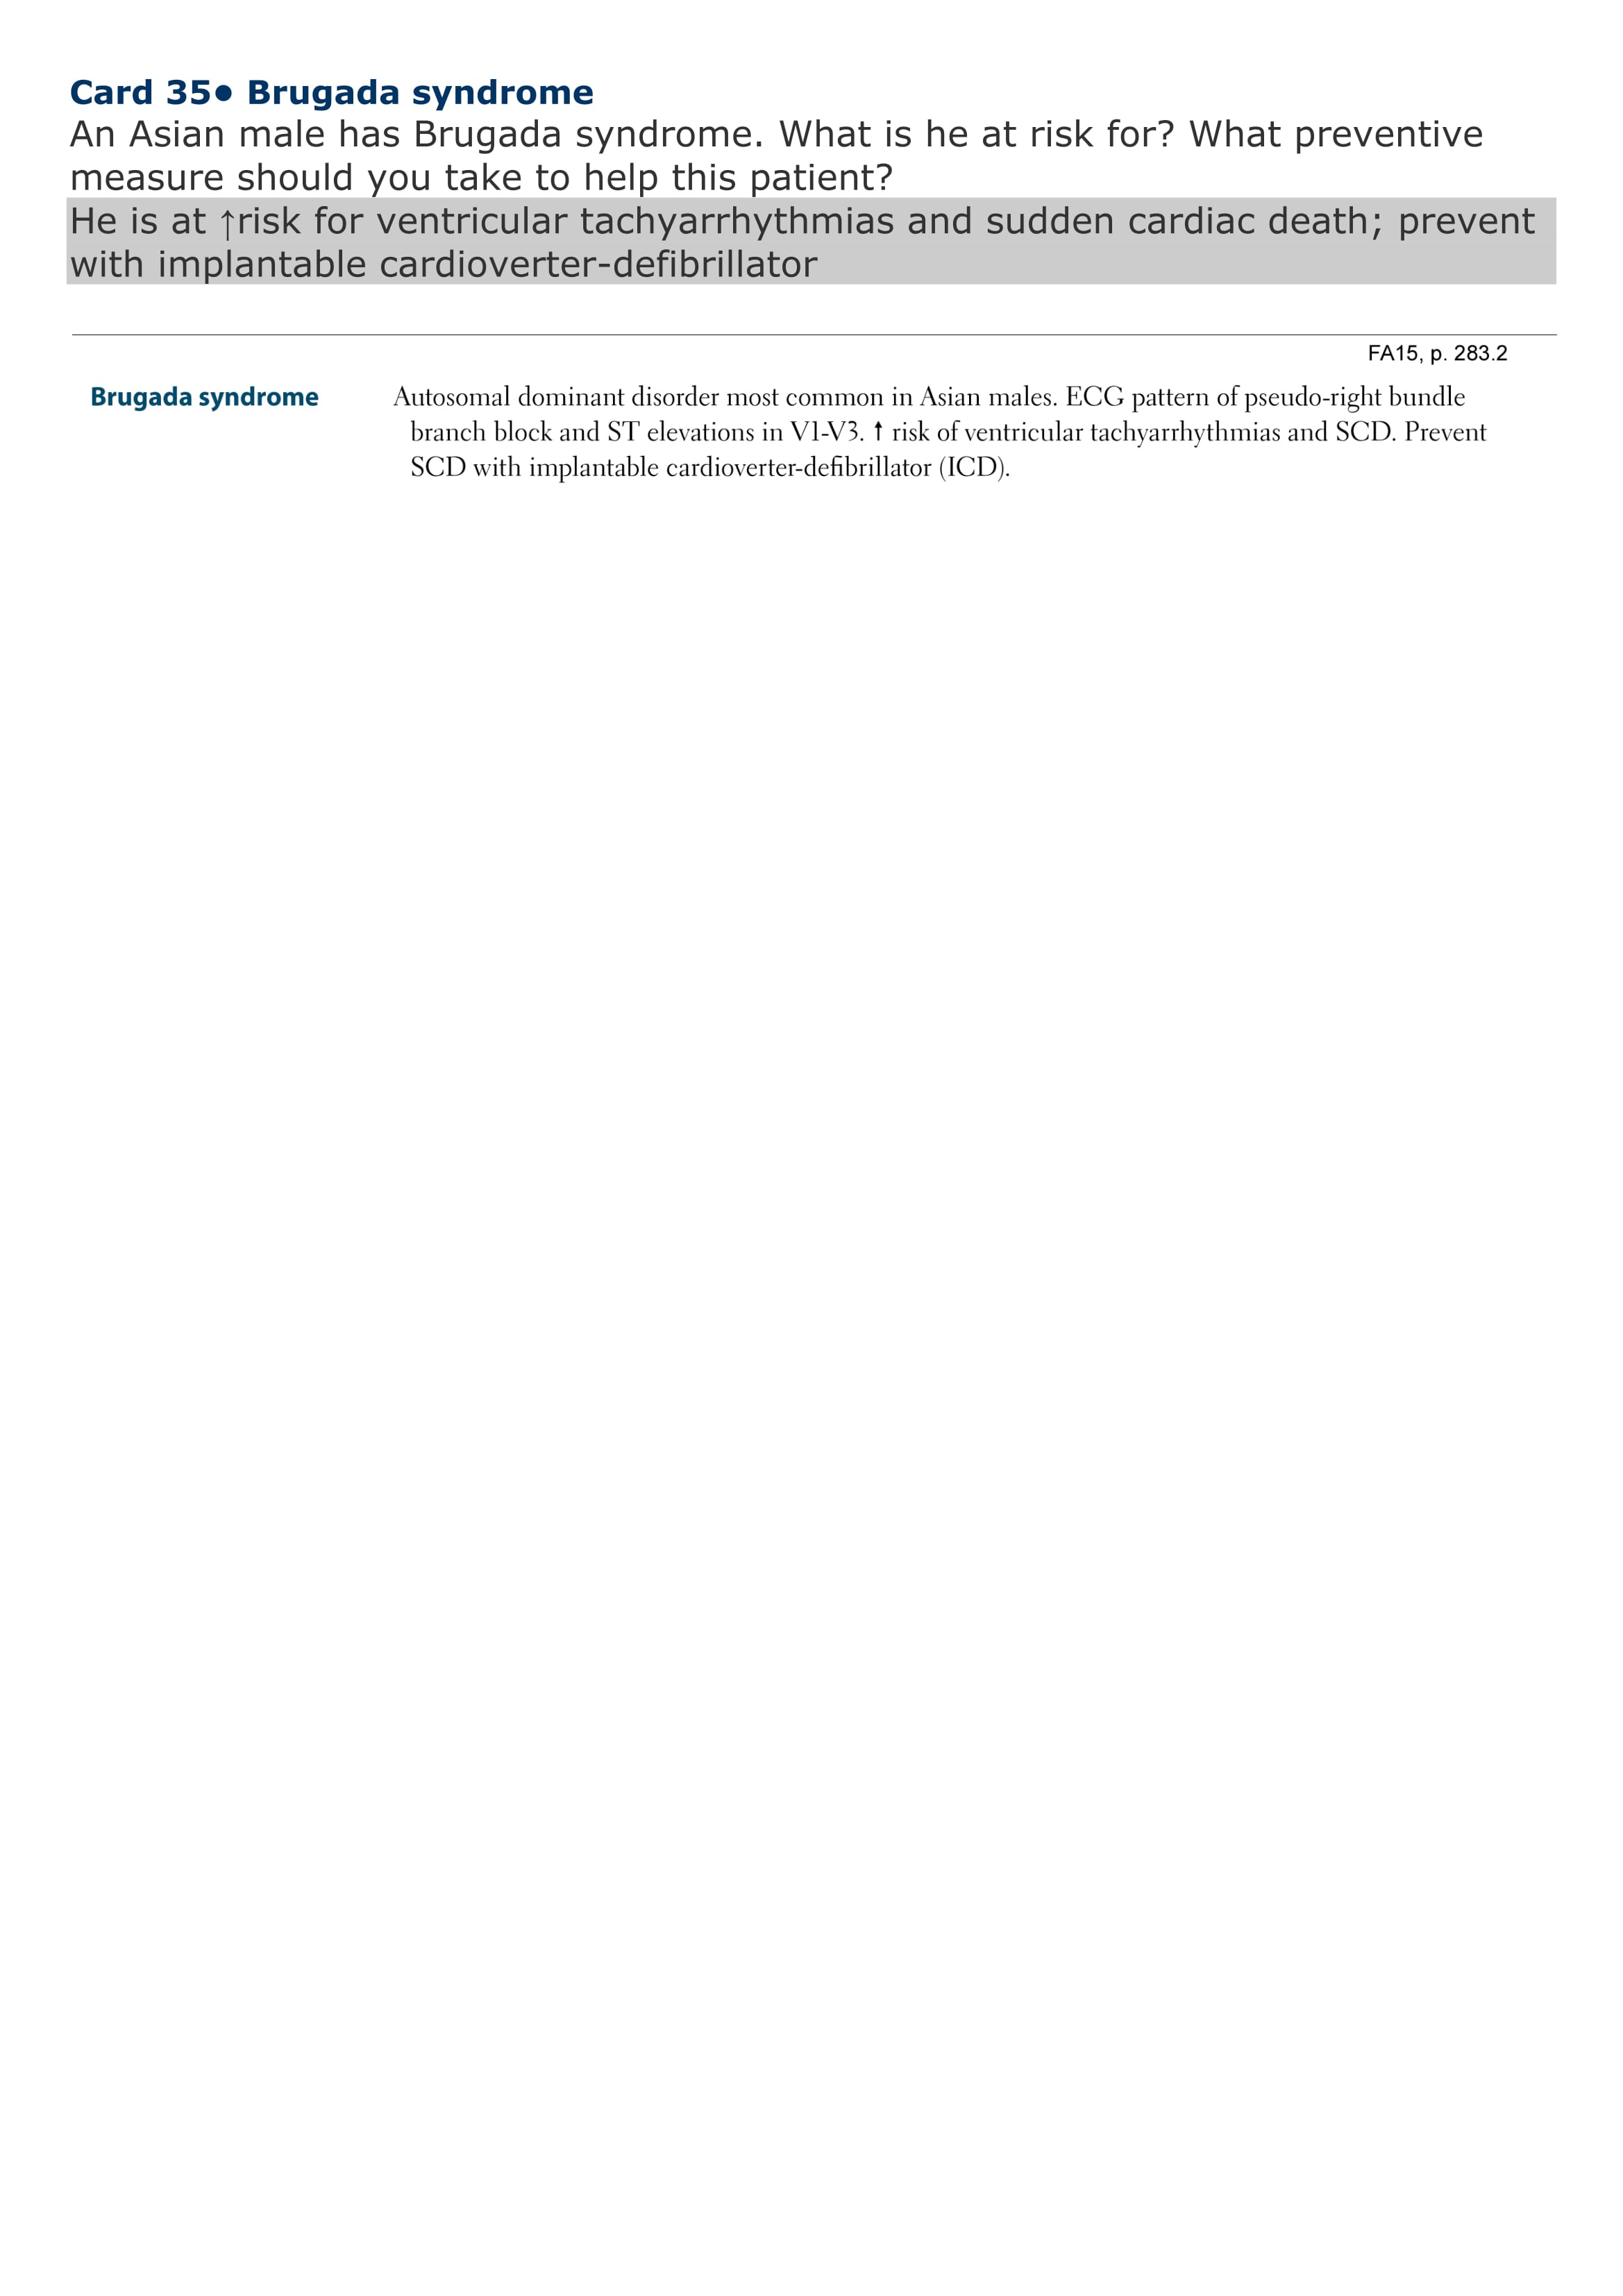 Card 35● Brugada syndrome
An Asian male has Brugada syndrome. What is he at risk for? What preventive
measure should you take to help this patient?
He is at ↑risk for ventricular tachyarrhythmias and sudden cardiac death; prevent
with implantable cardioverter-defibrillator
FA15, p. 283.2
Brugada syndrome Autosomal dominant disorder most common in Asian males. ECG pattern of pseudo-right bundle
branch block and ST elevations in V1-V3. ↑ risk of ventricular tachyarrhythmias and SCD. Prevent
SCD with implantable cardioverter-defibrillator (ICD).